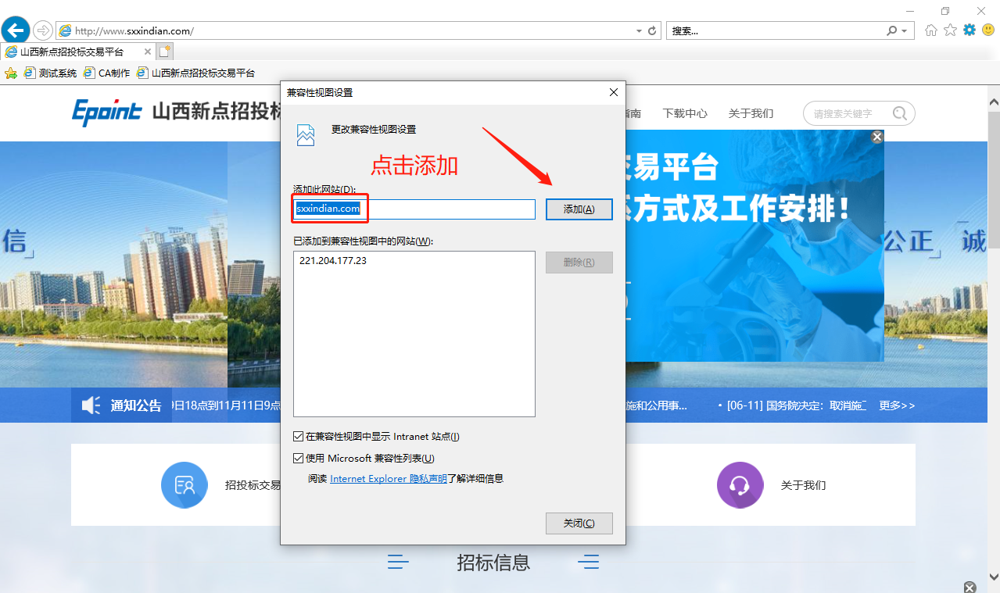 http://www.sxxindian.com/
搜索...
山西新点招投标交易平台
测试系统
CA制作
山西新点招投标交易平台
兼容性视图设置
Epoint 山西新点招投标
指南
下载中心
关于我们
请搜索关键字
更改兼容性视图设置
点击添加
添加此网站(D):
sxxindian.com
添加(A)
已添加到兼容性视图中的网站(W):
221.204.177.23
删除(R)
交易平台
系方式及工作安排!
信
公正
诚
通知公告
9日18点到11月11日9点
施和公用事...
• [06-11] 国务院决定：取消施工
更多>>
在兼容性视图中显示 Intranet 站点(I)
使用 Microsoft 兼容性列表(U)
阅读 Internet Explorer 隐私声明了解详细信息
招投标交易
关于我们
关闭(C)
招标信息